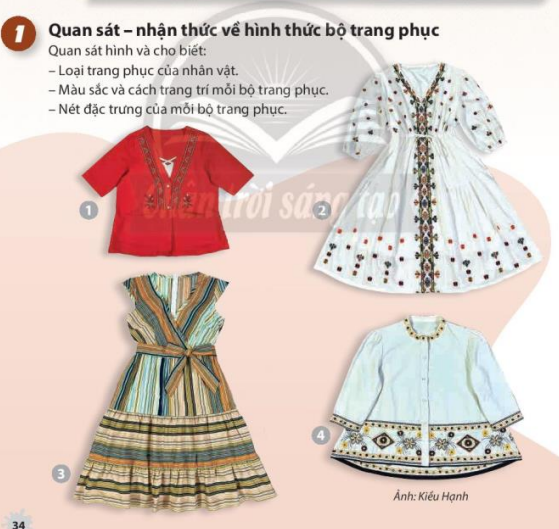 1
Quan sát – nhận thức về hình thức bộ trang phục
Quan sát hình và cho biết:
– Loại trang phục của nhân vật.
– Màu sắc và cách trang trí mỗi bộ trang phục.
– Nét đặc trưng của mỗi bộ trang phục.
Chân trời sáng tạo
1
2
3
4
Ảnh: Kiều Hạnh
34